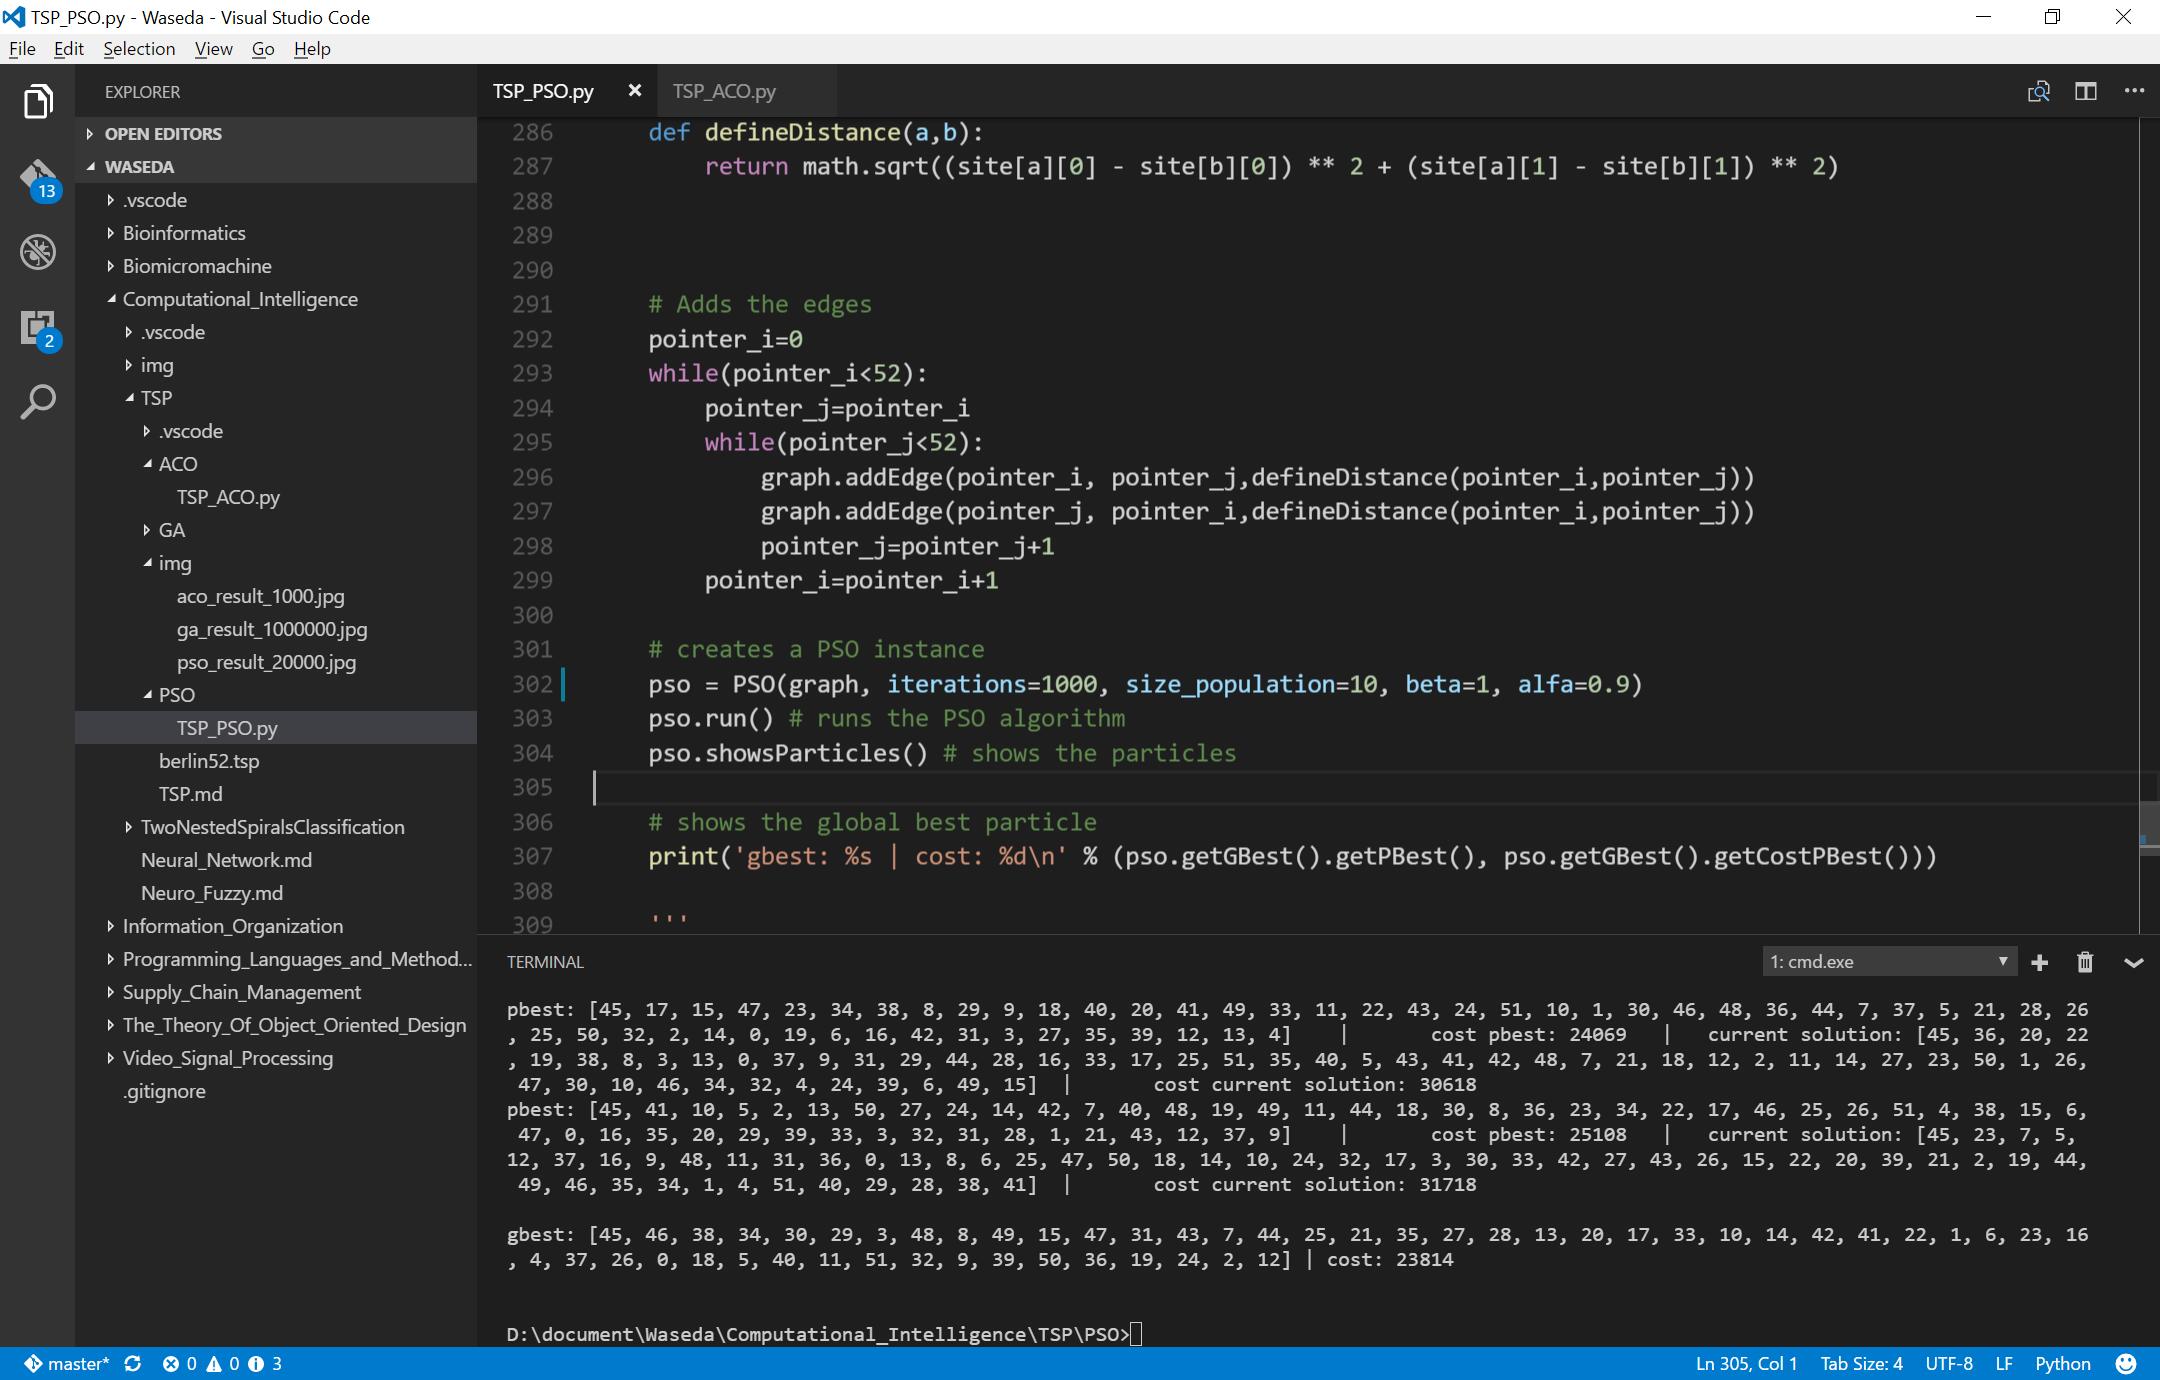 TSP_PSO.py - Waseda - Visual Studio Code
File Edit Selection View Go Help
EXPLORER
OPEN EDITORS
WASEDA
.vscode
Bioinformatics
Biomicromachine
Computational_Intelligence
.vscode
img
TSP
.vscode
ACO
TSP_ACO.py
GA
img
aco_result_1000.jpg
ga_result_1000000.jpg
pso_result_20000.jpg
PSO
TSP_PSO.py
berlin52.tsp
TSP.md
TwoNestedSpiralsClassification
Neural_Network.md
Neuro_Fuzzy.md
Information_Organization
Programming_Languages_and_Method...
Supply_Chain_Management
The_Theory_Of_Object_Oriented_Design
Video_Signal_Processing
.gitignore
13
2
TSP_PSO.py TSP_ACO.py
286 def defineDistance(a,b):
287 return math.sqrt((site[a][0] - site[b][0]) ** 2 + (site[a][1] - site[b][1]) ** 2)
288
289
290
291 # Adds the edges
292 pointer_i=0
293 while(pointer_i<52):
294 pointer_j=pointer_i
295 while(pointer_j<52):
296 graph.addEdge(pointer_i, pointer_j,defineDistance(pointer_i,pointer_j))
297 graph.addEdge(pointer_j, pointer_i,defineDistance(pointer_i,pointer_j))
298 pointer_j=pointer_j+1
299 pointer_i=pointer_i+1
300
301 # creates a PSO instance
302 pso = PSO(graph, iterations=1000, size_population=10, beta=1, alfa=0.9)
303 pso.run() # runs the PSO algorithm
304 pso.showsParticles() # shows the particles
305
306 # shows the global best particle
307 print('gbest: %s | cost: %d\n' % (pso.getGBest().getPBest(), pso.getGBest().getCostPBest()))
308
309 '''
TERMINAL
1: cmd.exe
pbest: [45, 17, 15, 47, 23, 34, 38, 8, 29, 9, 18, 40, 20, 41, 49, 33, 11, 22, 43, 24, 51, 10, 1, 30, 46, 48, 36, 44, 7, 37, 5, 21, 28, 26
, 25, 50, 32, 2, 14, 0, 19, 6, 16, 42, 31, 3, 27, 35, 39, 12, 13, 4] | cost pbest: 24069 | current solution: [45, 36, 20, 22
, 19, 38, 8, 3, 13, 0, 37, 9, 31, 29, 44, 28, 16, 33, 17, 25, 51, 35, 40, 5, 43, 41, 42, 48, 7, 21, 18, 12, 2, 11, 14, 27, 23, 50, 1, 26,
47, 30, 10, 46, 34, 32, 4, 24, 39, 6, 49, 15] | cost current solution: 30618
pbest: [45, 41, 10, 5, 2, 13, 50, 27, 24, 14, 42, 7, 40, 48, 19, 49, 11, 44, 18, 30, 8, 36, 23, 34, 22, 17, 46, 25, 26, 51, 4, 38, 15, 6,
47, 0, 16, 35, 20, 29, 39, 33, 3, 32, 31, 28, 1, 21, 43, 12, 37, 9] | cost pbest: 25108 | current solution: [45, 23, 7, 5,
12, 37, 16, 9, 48, 11, 31, 36, 0, 13, 8, 6, 25, 47, 50, 18, 14, 10, 24, 32, 17, 3, 30, 33, 42, 27, 43, 26, 15, 22, 20, 39, 21, 2, 19, 44,
49, 46, 35, 34, 1, 4, 51, 40, 29, 28, 38, 41] | cost current solution: 31718
gbest: [45, 46, 38, 34, 30, 29, 3, 48, 8, 49, 15, 47, 31, 43, 7, 44, 25, 21, 35, 27, 28, 13, 20, 17, 33, 10, 14, 42, 41, 22, 1, 6, 23, 16
, 4, 37, 26, 0, 18, 5, 40, 11, 51, 32, 9, 39, 50, 36, 19, 24, 2, 12] | cost: 23814
D:\document\Waseda\Computational_Intelligence\TSP\PSO>
master* 0 0 3 Ln 305, Col 1 Tab Size: 4 UTF-8 LF Python